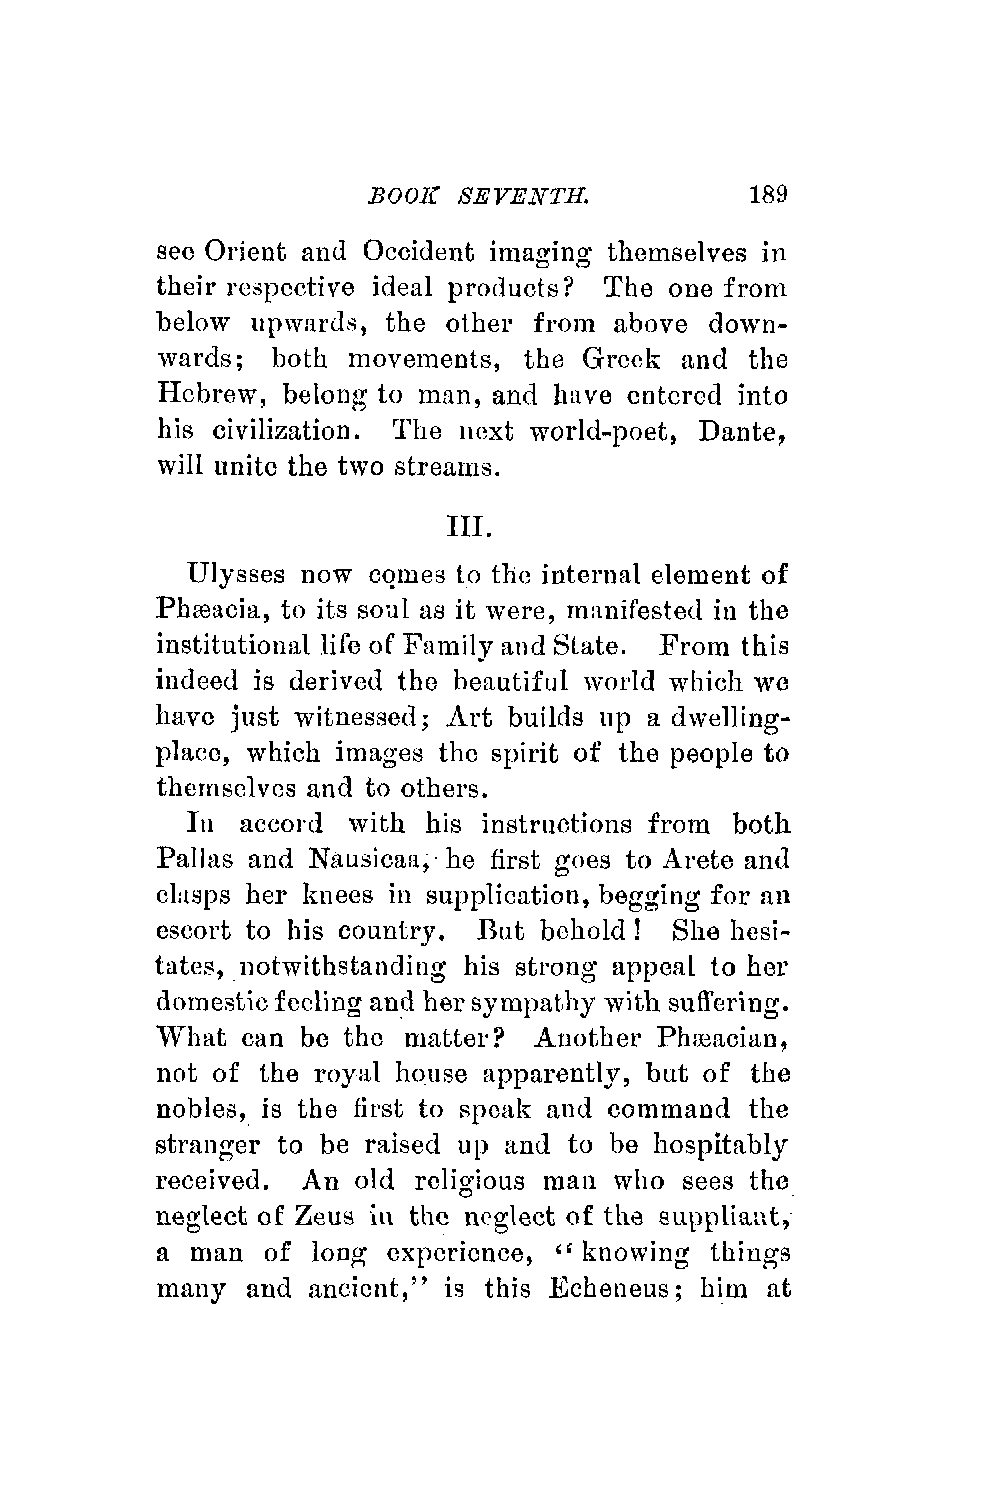 BOOK SEVENTH. 189
see Orient and Occident imaging themselves in
their respective ideal products? The one from
below upwards, the other from above down-
wards; both movements, the Greek and the
Hebrew, belong to man, and have entered into
his civilization. The next world-poet, Dante,
will unite the two streams.
III.
Ulysses now comes to the internal element of
Phæacia, to its soul as it were, manifested in the
institutional life of Family and State. From this
indeed is derived the beautiful world which we
have just witnessed; Art builds up a dwelling-
place, which images the spirit of the people to
themselves and to others.
In accord with his instructions from both
Pallas and Nausicaa, he first goes to Arete and
clasps her knees in supplication, begging for an
escort to his country. But behold! She hesi-
tates, notwithstanding his strong appeal to her
domestic feeling and her sympathy with suffering.
What can be the matter? Another Phæacian,
not of the royal house apparently, but of the
nobles, is the first to speak and command the
stranger to be raised up and to be hospitably
received. An old religious man who sees the
neglect of Zeus in the neglect of the suppliant,
a man of long experience, "knowing things
many and ancient," is this Echeneus; him at